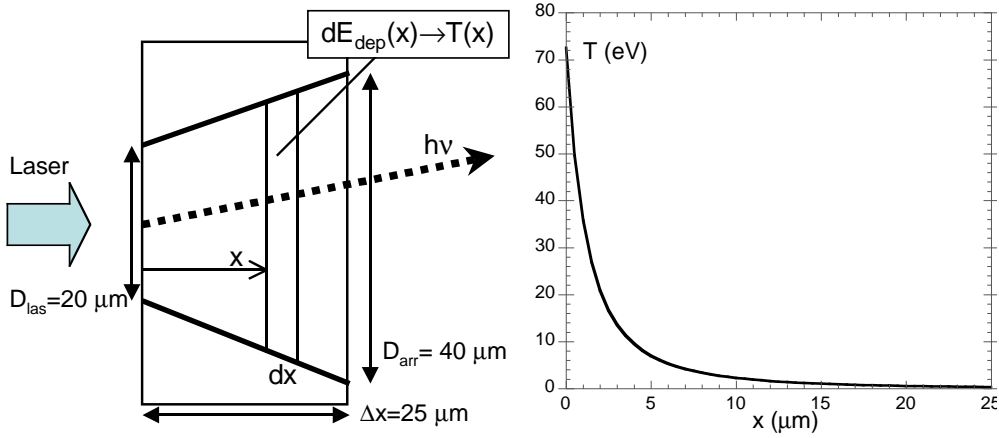 dE_dep(x)→T(x)
Laser
hν
x
D_las=20 μm
D_arr= 40 μm
dx
Δx=25 μm
T (eV)
80
70
60
50
40
30
20
10
0
0 5 10 15 20 25
x (μm)